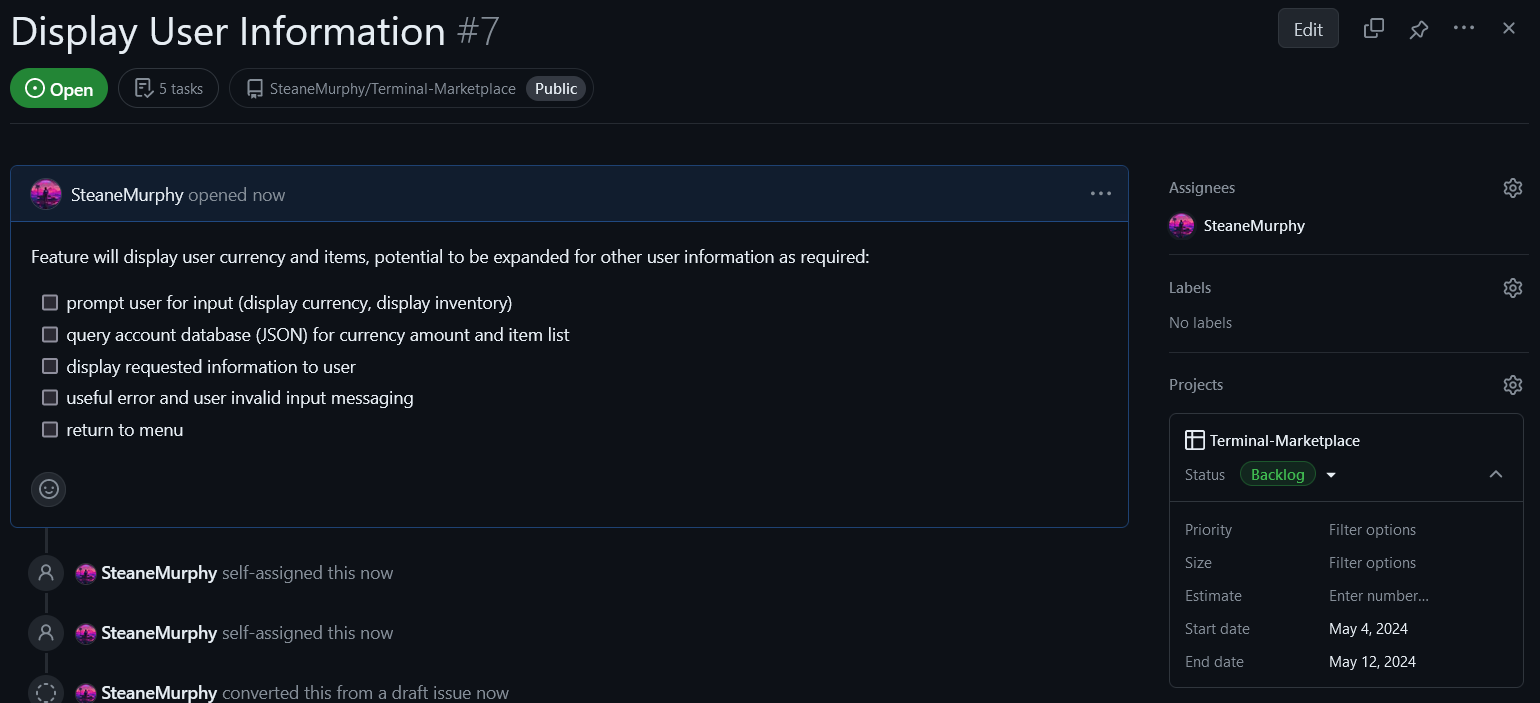 Display User Information #7
Edit
Open
5 tasks
SteaneMurphy/Terminal-Marketplace
Public
SteaneMurphy opened now
Feature will display user currency and items, potential to be expanded for other user information as required:
prompt user for input (display currency, display inventory)
query account database (JSON) for currency amount and item list
display requested information to user
useful error and user invalid input messaging
return to menu
SteaneMurphy self-assigned this now
SteaneMurphy self-assigned this now
SteaneMurphy converted this from a draft issue now
Assignees
SteaneMurphy
Labels
No labels
Projects
Terminal-Marketplace
Status Backlog
Priority Filter options
Size Filter options
Estimate Enter number...
Start date May 4, 2024
End date May 12, 2024